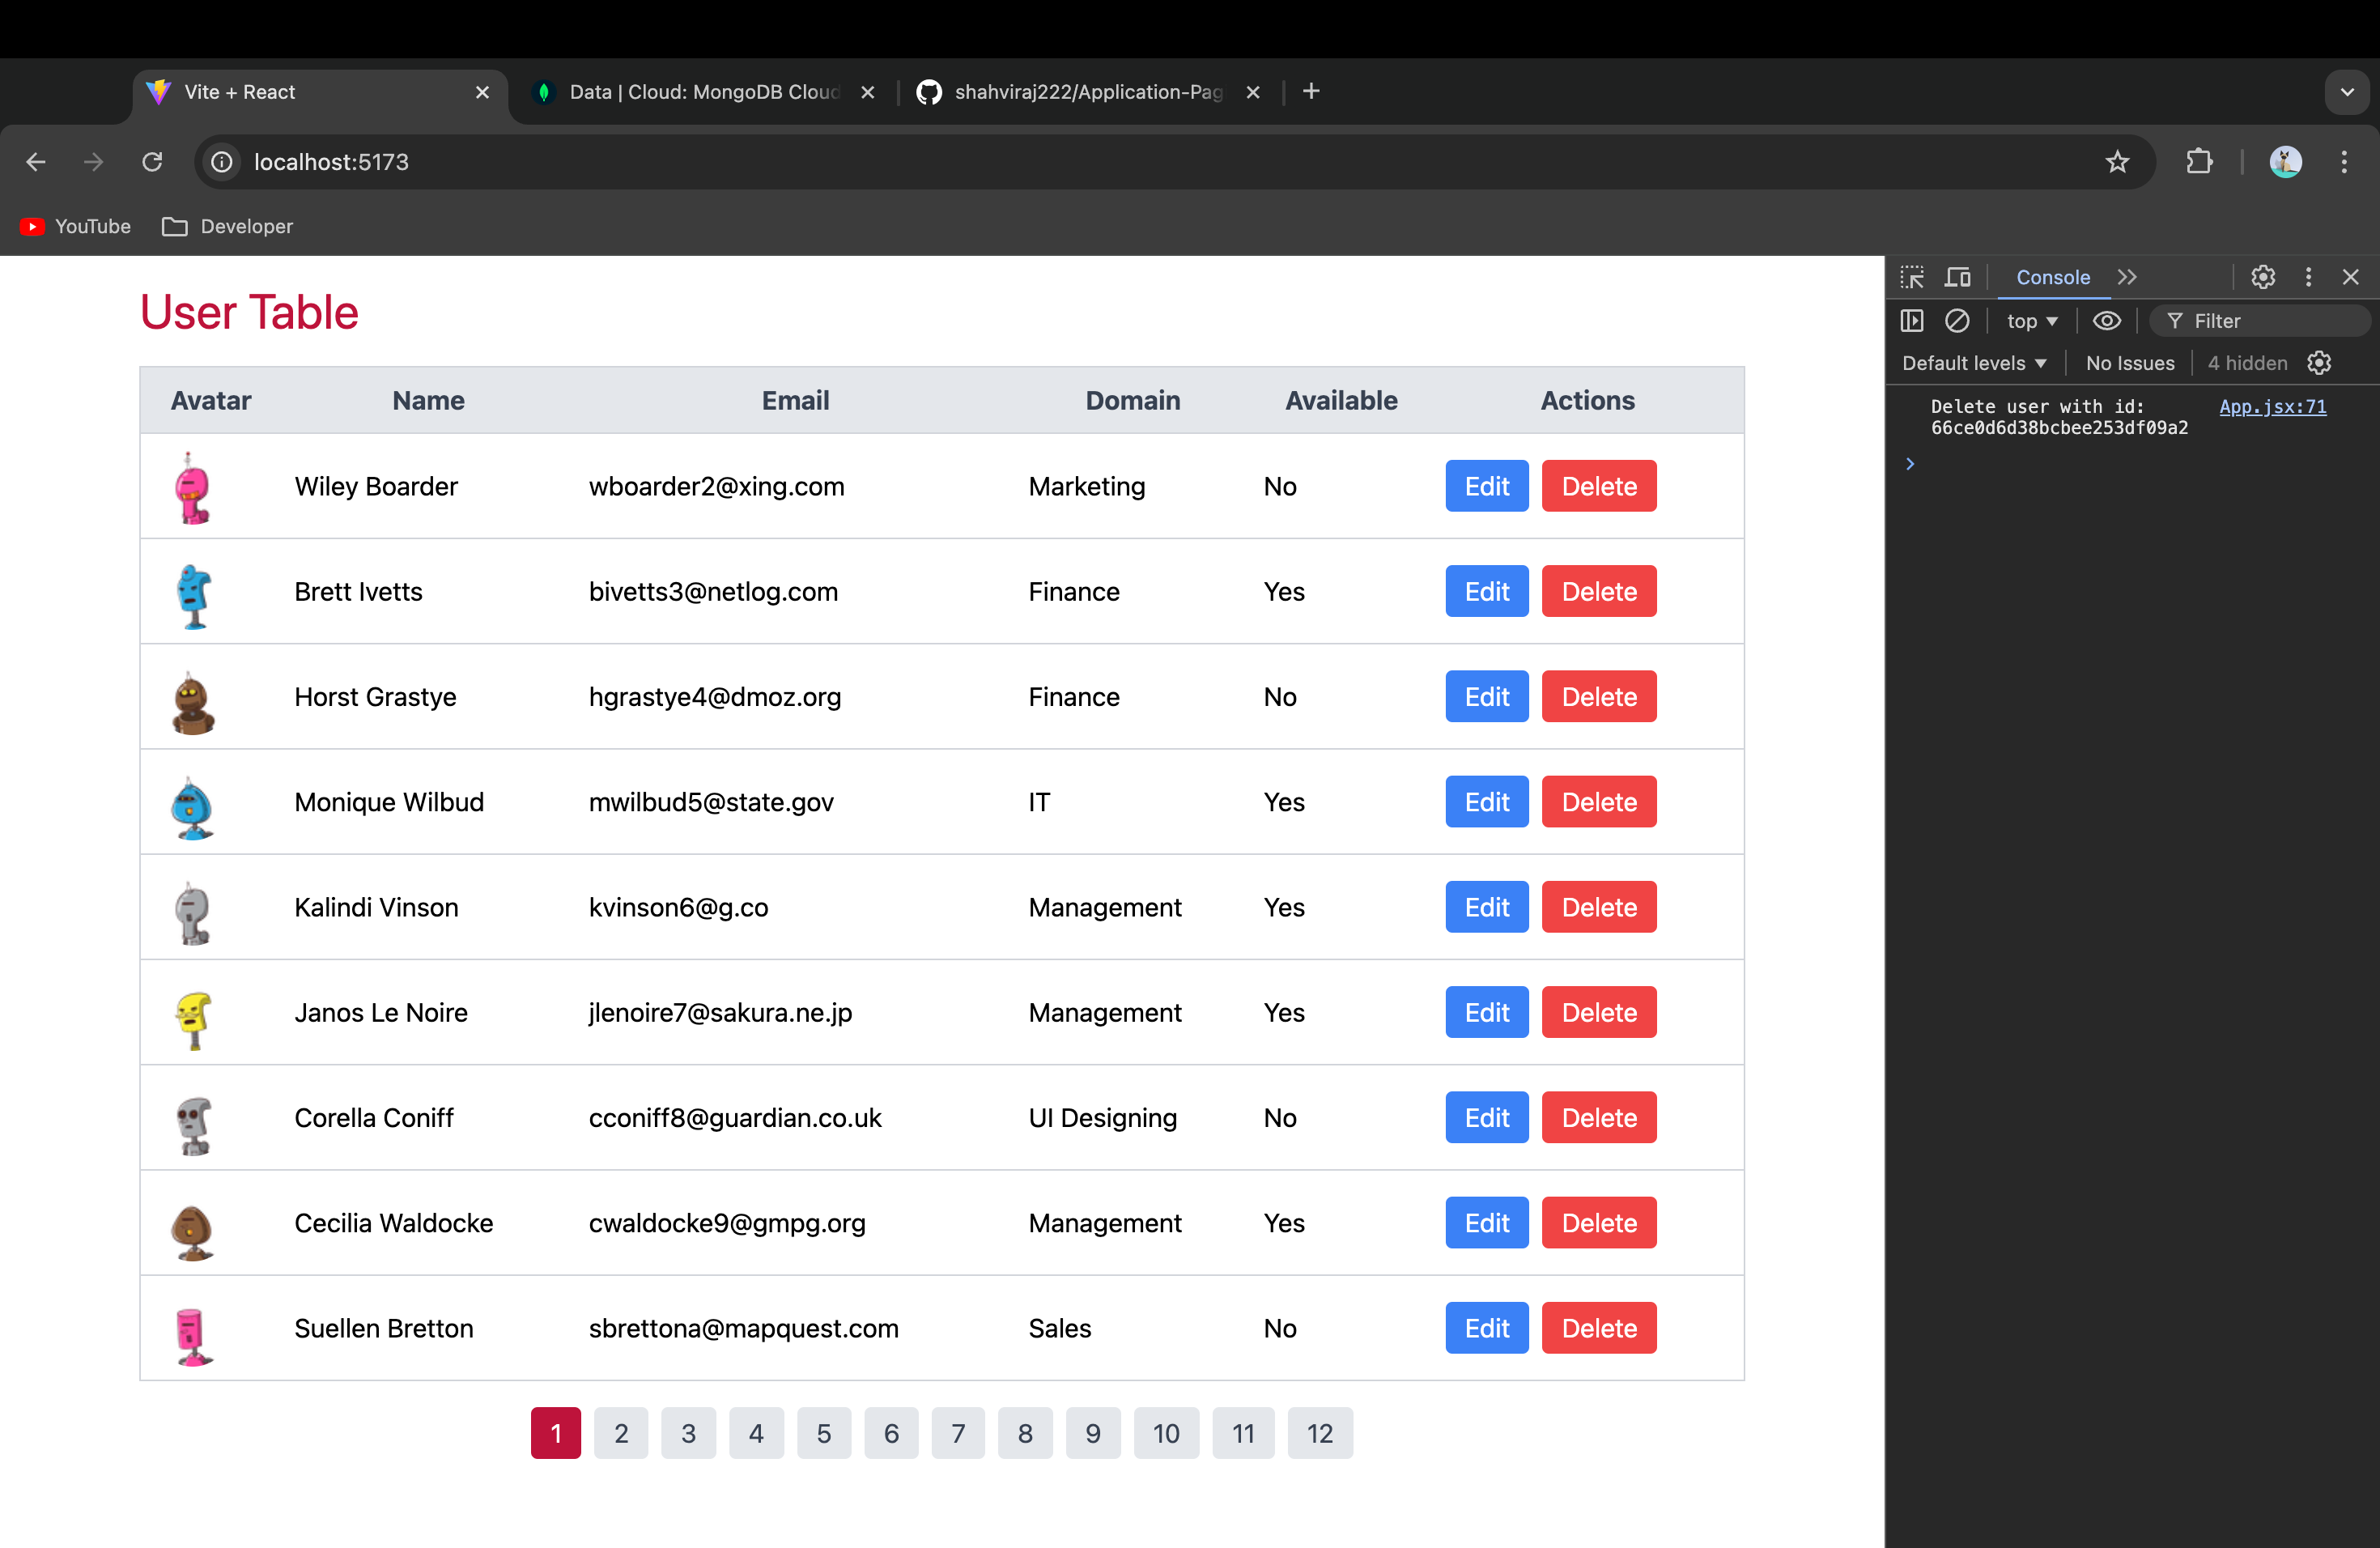 Vite + React
Data | Cloud: MongoDB Cloud
shahviraj222/Application-Pag
localhost:5173
YouTube
Developer
User Table
Avatar Name Email Domain Available Actions
Wiley Boarder wboarder2@xing.com Marketing No Edit Delete
Brett Ivetts bivetts3@netlog.com Finance Yes Edit Delete
Horst Grastye hgrastye4@dmoz.org Finance No Edit Delete
Monique Wilbud mwilbud5@state.gov IT Yes Edit Delete
Kalindi Vinson kvinson6@g.co Management Yes Edit Delete
Janos Le Noire jlenoire7@sakura.ne.jp Management Yes Edit Delete
Corella Coniff cconiff8@guardian.co.uk UI Designing No Edit Delete
Cecilia Waldocke cwaldocke9@gmpg.org Management Yes Edit Delete
Suellen Bretton sbrettona@mapquest.com Sales No Edit Delete
1 2 3 4 5 6 7 8 9 10 11 12
Console
top
Filter
Default levels No Issues 4 hidden
Delete user with id: App.jsx:71
66ce0d6d38bcbee253df09a2